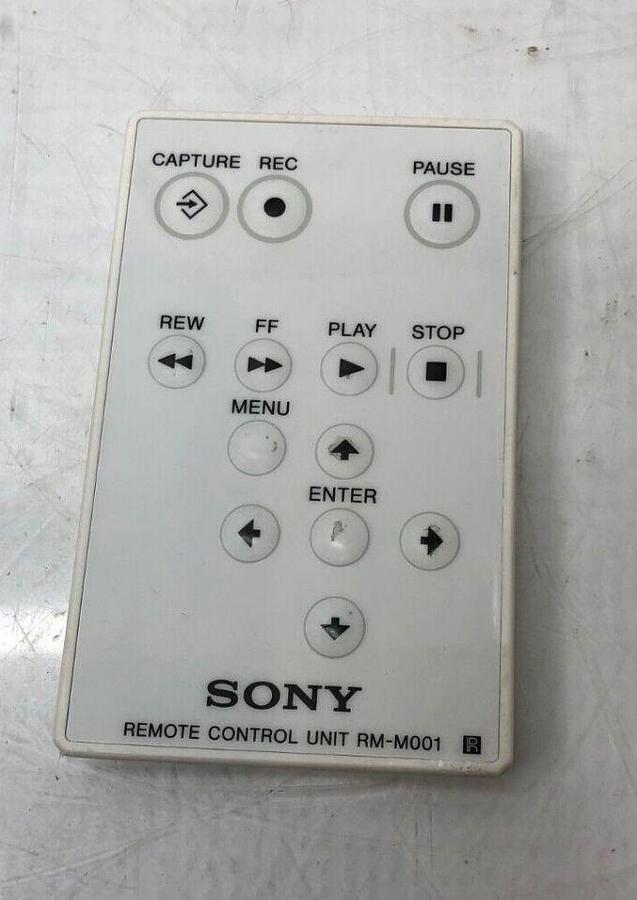 CAPTURE REC PAUSE
REW FF PLAY STOP
MENU
ENTER
SONY
REMOTE CONTROL UNIT RM-M001 R